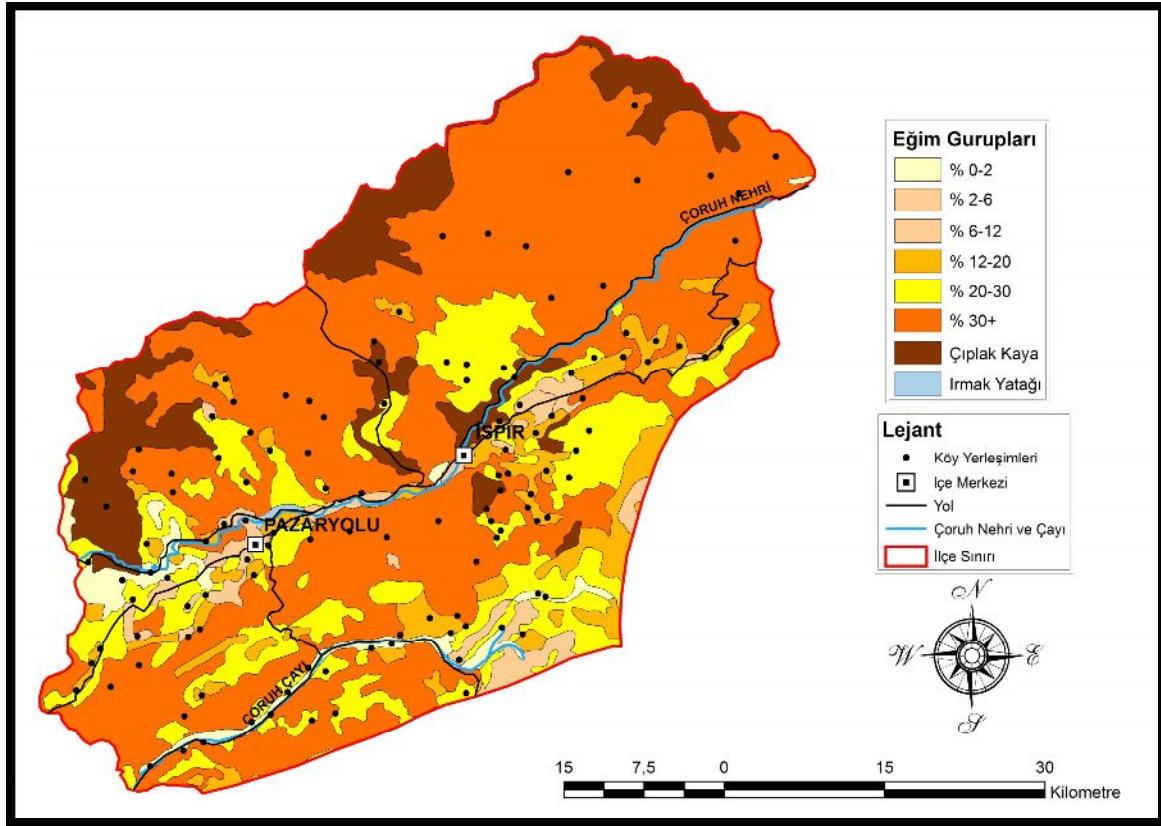 ÇORUH NEHRİ
İSPİR
PAZARYOLU
ÇORUH ÇAYI
Eğim Gurupları
% 0-2
% 2-6
% 6-12
% 12-20
% 20-30
% 30+
Çıplak Kaya
Irmak Yatağı
Lejant
Köy Yerleşimleri
İlçe Merkezi
Yol
Çoruh Nehri ve Çayı
İlçe Sınırı
N
W E
S
15 7,5 0 15 30
Kilometre